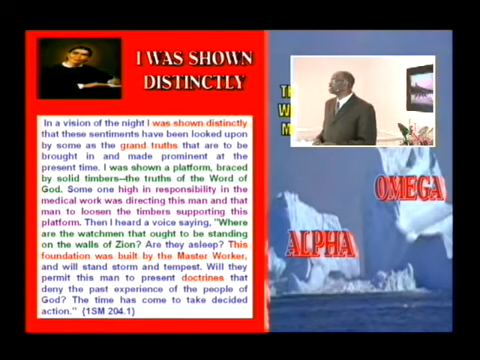 I WAS SHOWN
DISTINCTLY
In a vision of the night I was shown distinctly
that these sentiments have been looked upon
by some as the grand truths that are to be
brought in and made prominent at the
present time. I was shown a platform, braced
by solid timbers--the truths of the Word of
God. Some one high in responsibility in the
medical work was directing this man and that
man to loosen the timbers supporting this
platform. Then I heard a voice saying, "Where
are the watchmen that ought to be standing
on the walls of Zion? Are they asleep? This
foundation was built by the Master Worker,
and will stand storm and tempest. Will they
permit this man to present doctrines that
deny the past experience of the people of
God? The time has come to take decided
action." {1SM 204.1}
OMEGA
ALPHA